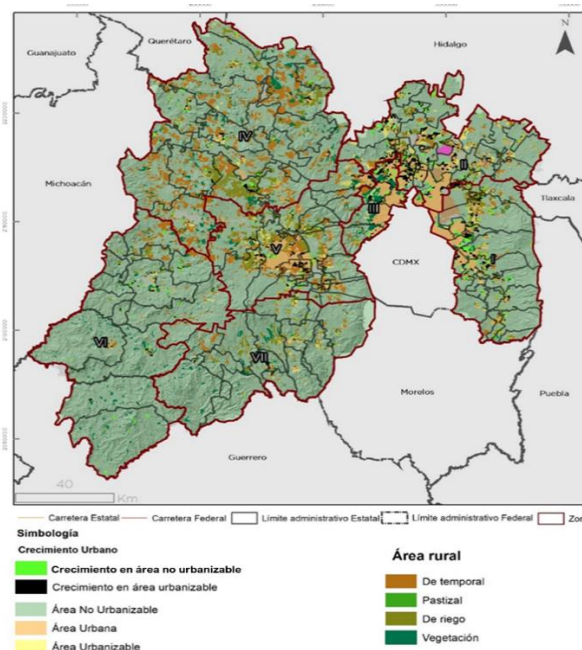 Querétaro
Hidalgo
N
Guanajuato
IV
II
Michoacán
Tlaxcala
III
V
CDMX
I
VI
VII
Morelos
Puebla
Guerrero
40
Km
Carretera Estatal Carretera Federal Límite administrativo Estatal Límite administrativo Federal Zor
Simbología
Crecimiento Urbano
Crecimiento en área no urbanizable
Crecimiento en área urbanizable
Área No Urbanizable
Área Urbana
Área Urbanizable
Área rural
De temporal
Pastizal
De riego
Vegetación